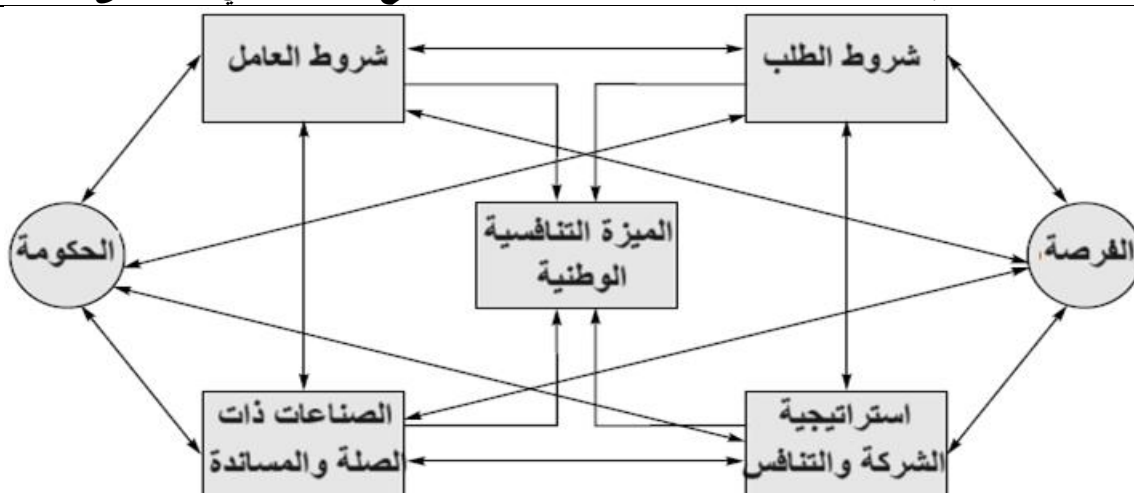 شروط العامل
شروط الطلب
الميزة التنافسية
الوطنية
الحكومة
الفرصة
الصناعات ذات
الصلة والمساندة
استراتيجية
الشركة والتنافس